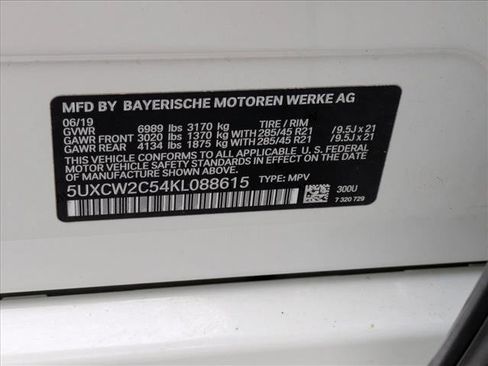 MFD BY BAYERISCHE MOTOREN WERKE AG
06/19 TIRE / RIM
GVWR 6989 lbs 3170 kg
GAWR FRONT 3020 lbs 1370 kg WITH 285/45 R21 /9.5J x 21
GAWR REAR 4134 lbs 1875 kg WITH 285/45 R21 /9.5J x 21
THIS VEHICLE CONFORMS TO ALL APPLICABLE U. S. FEDERAL
MOTOR VEHICLE SAFETY STANDARDS IN EFFECT ON THE
DATE OF MANUFACTURE SHOWN ABOVE.
5UXCW2C54KL088615 TYPE: MPV
300U
7 320 729